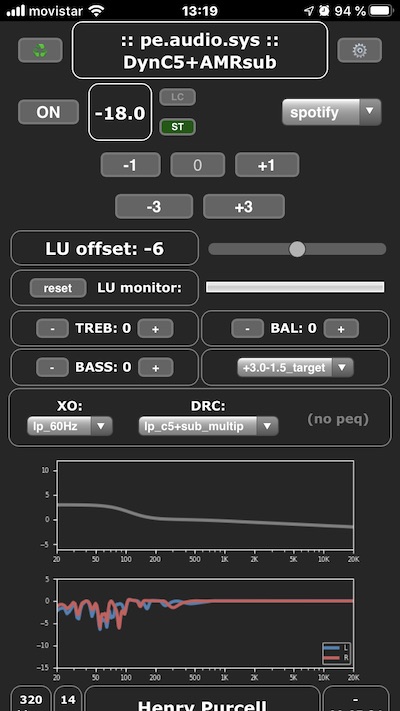 movistar 13:19 94 %
:: pe.audio.sys ::
DynC5+AMRsub
ON -18.0 LC
ST
spotify
-1 0 +1
-3 +3
LU offset: -6
reset LU monitor:
- TREB: 0 + - BAL: 0 +
- BASS: 0 + +3.0-1.5_target
XO: DRC:
lp_60Hz lp_c5+sub_multip (no peq)
10
5
0
-5
20 50 100 200 500 1K 2K 5K 10K 20K
5
0
-5
-10
-15
L
R
20 50 100 200 500 1K 2K 5K 10K 20K
320 14 Henry Purcell -